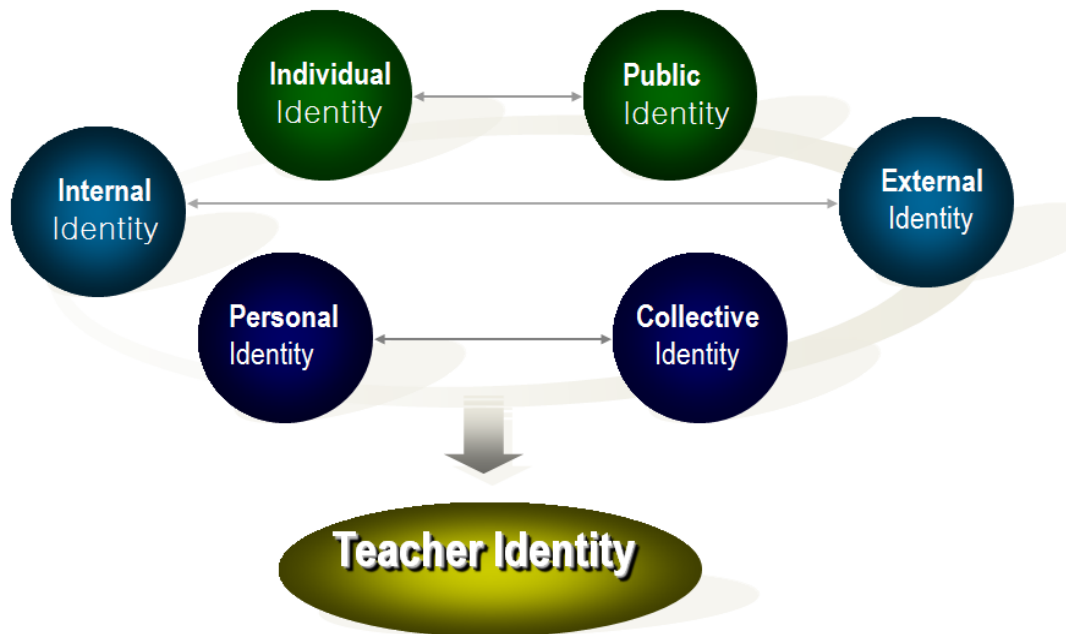 Individual
Identity
Public
Identity
Internal
Identity
External
Identity
Personal
Identity
Collective
Identity
Teacher Identity